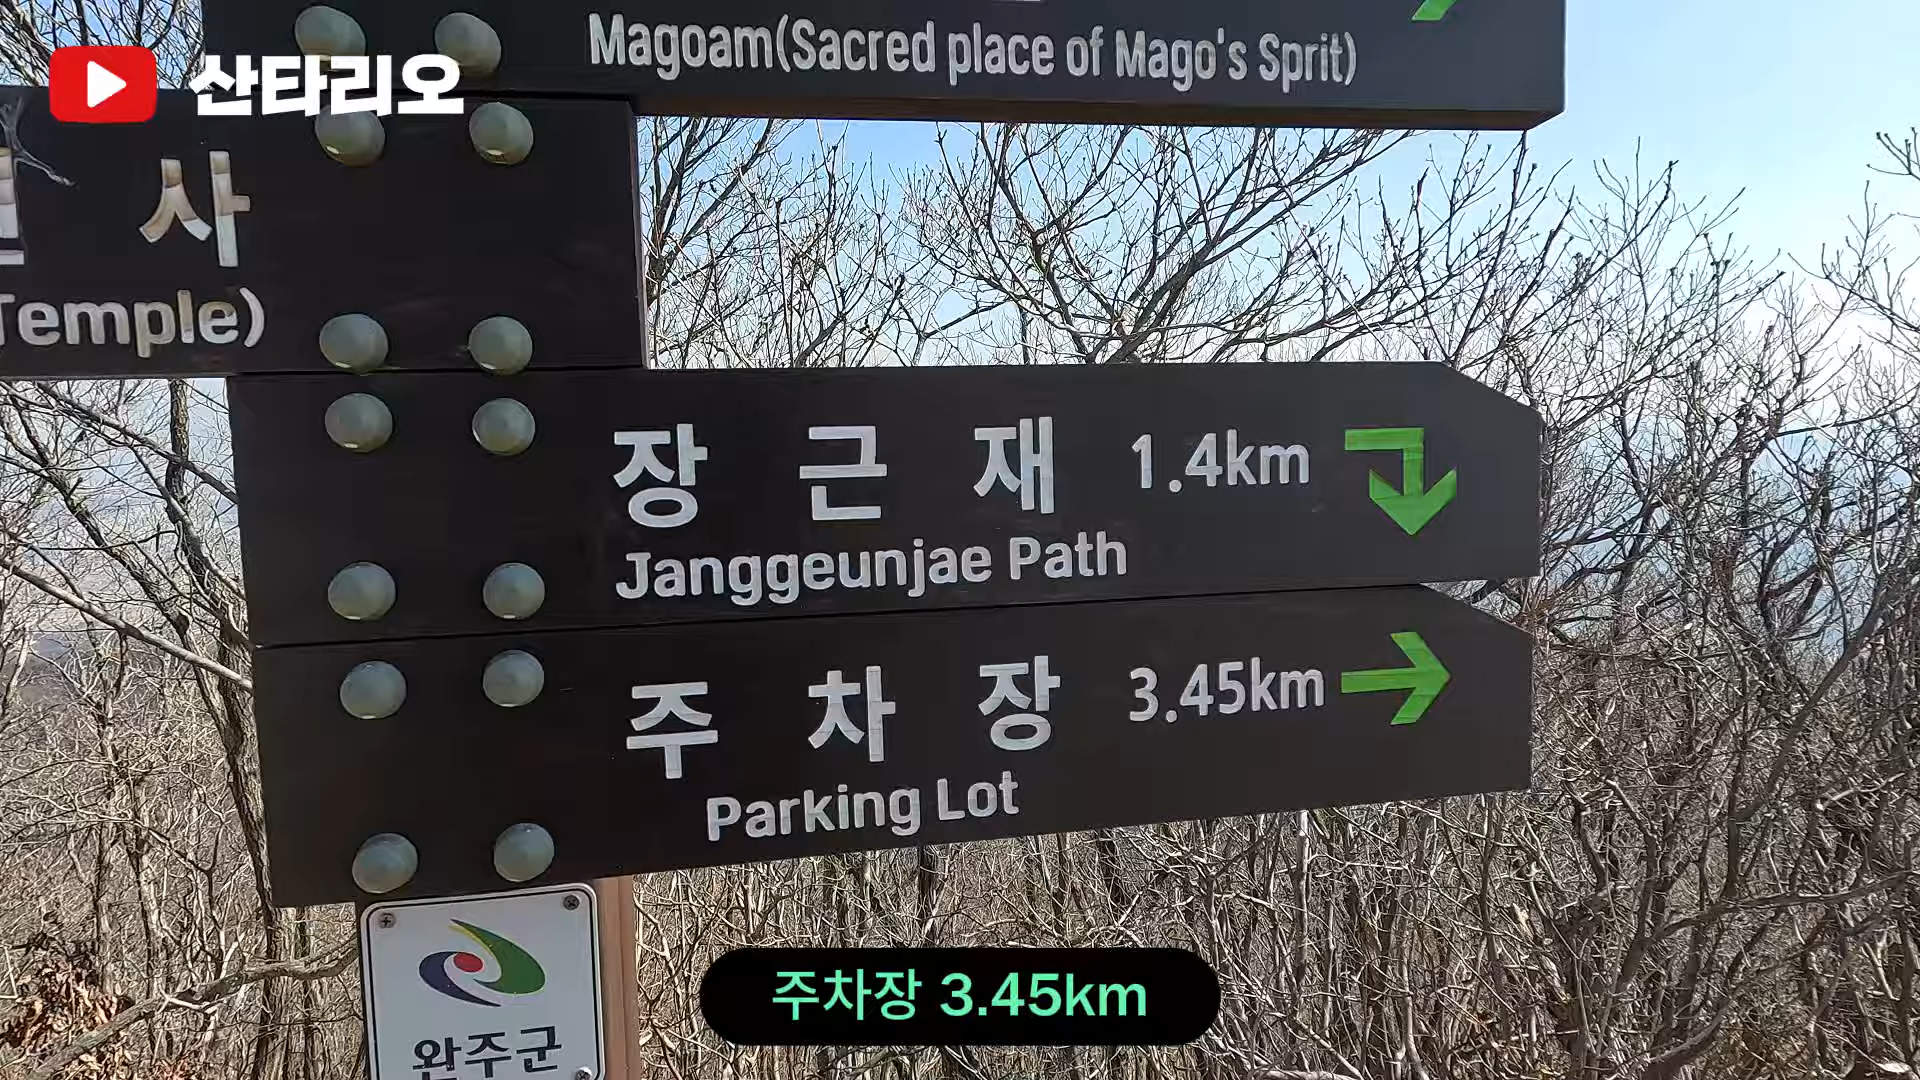 산타리오
Magoam(Sacred place of Mago's Sprit)
사
Temple)
장 근 재 1.4km
Janggeunjae Path
주 차 장 3.45km
Parking Lot
완주군
주차장 3.45km